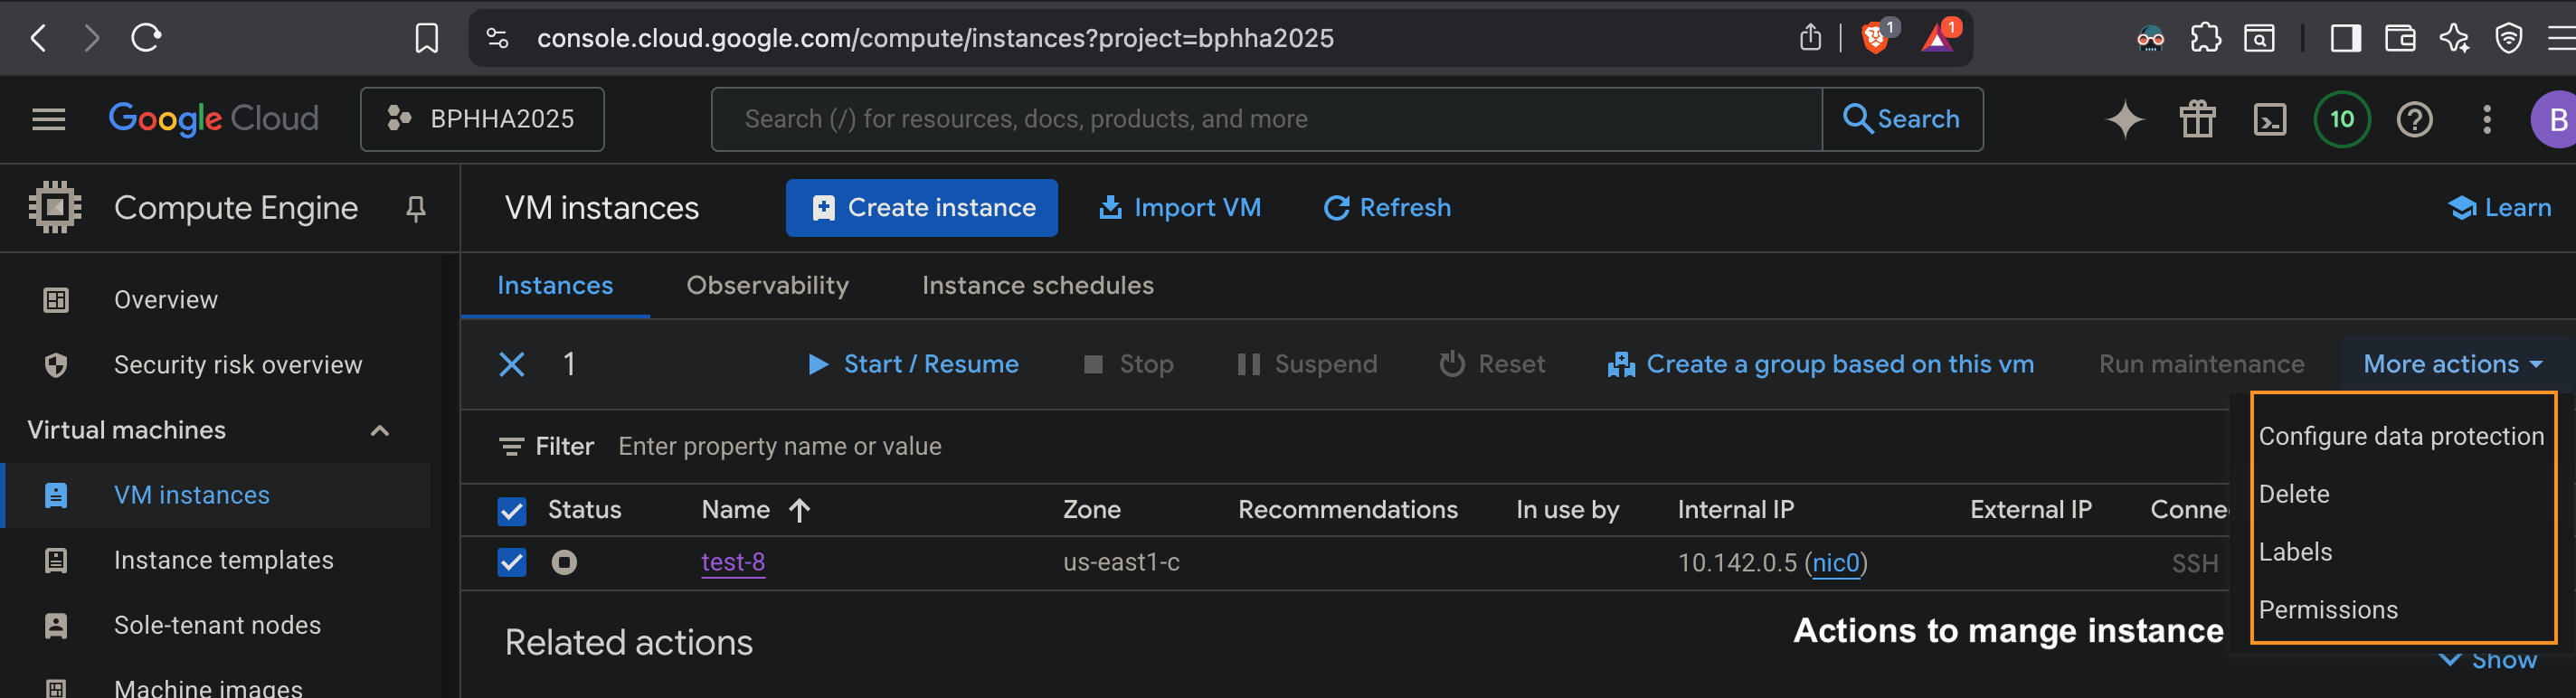 console.cloud.google.com/compute/instances?project=bphha2025
1
1
Google Cloud
BPHHA2025
Search (/) for resources, docs, products, and more
Search
10
B
Compute Engine
VM instances
Create instance
Import VM
Refresh
Learn
Overview
Security risk overview
Virtual machines
VM instances
Instance templates
Sole-tenant nodes
Machine images
Instances
Observability
Instance schedules
1
Start / Resume
Stop
Suspend
Reset
Create a group based on this vm
Run maintenance
More actions
Configure data protection
Delete
Labels
Permissions
Filter
Enter property name or value
Status
Name
Zone
Recommendations
In use by
Internal IP
External IP
Conne
test-8
us-east1-c
10.142.0.5 (nic0)
SSH
Related actions
Actions to mange instance
Show